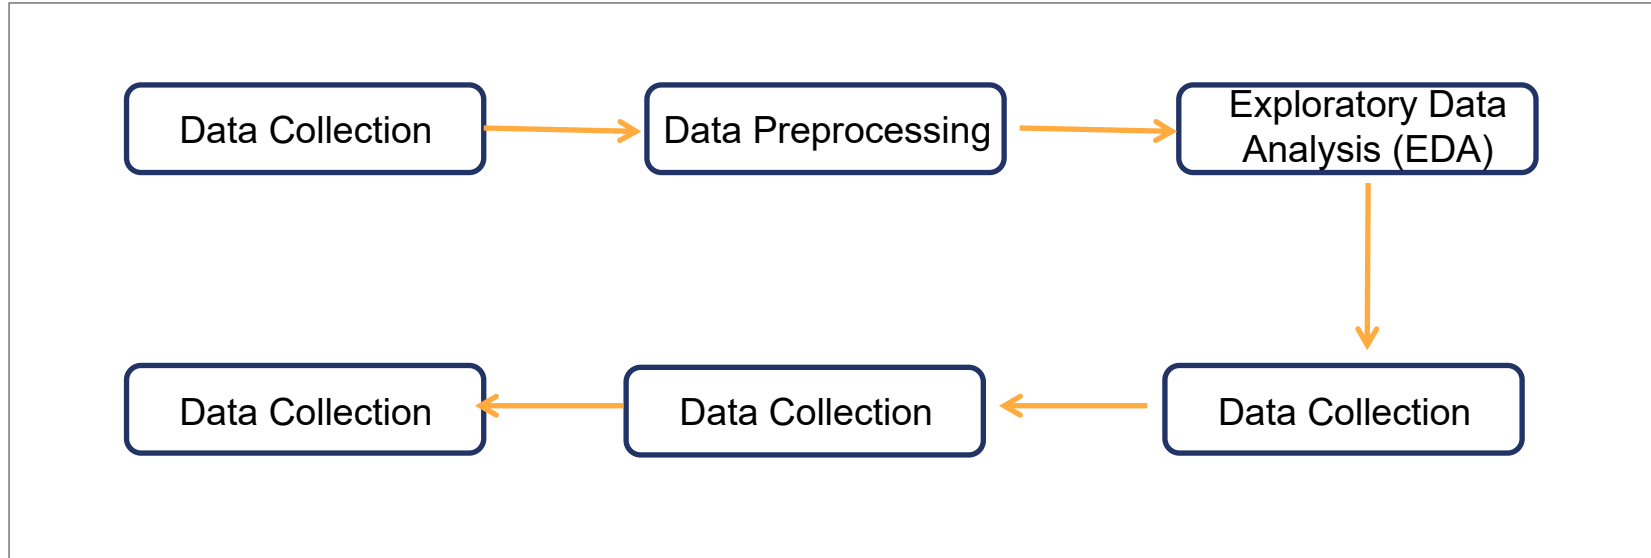 Data Collection
Data Preprocessing
Exploratory Data
Analysis (EDA)
Data Collection
Data Collection
Data Collection